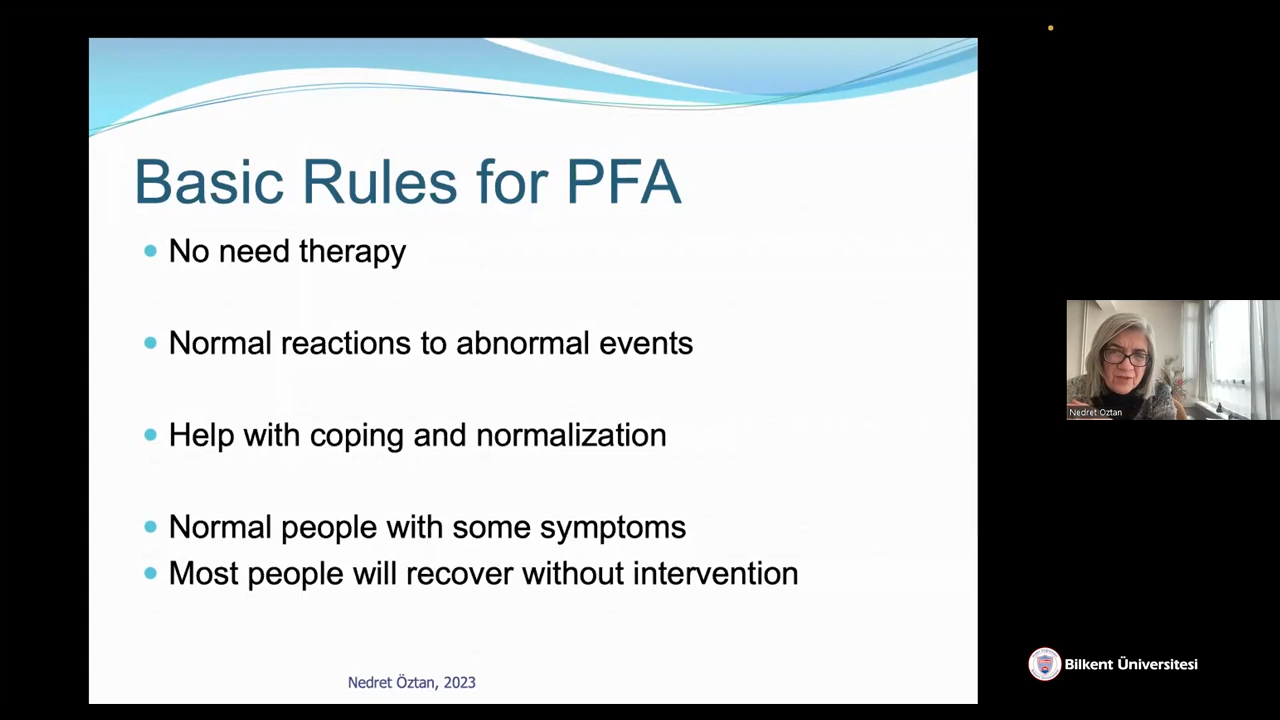 Basic Rules for PFA
No need therapy
Normal reactions to abnormal events
Help with coping and normalization
Normal people with some symptoms
Most people will recover without intervention
Nedret Öztan, 2023
Nedret Oztan
Bilkent Üniversitesi